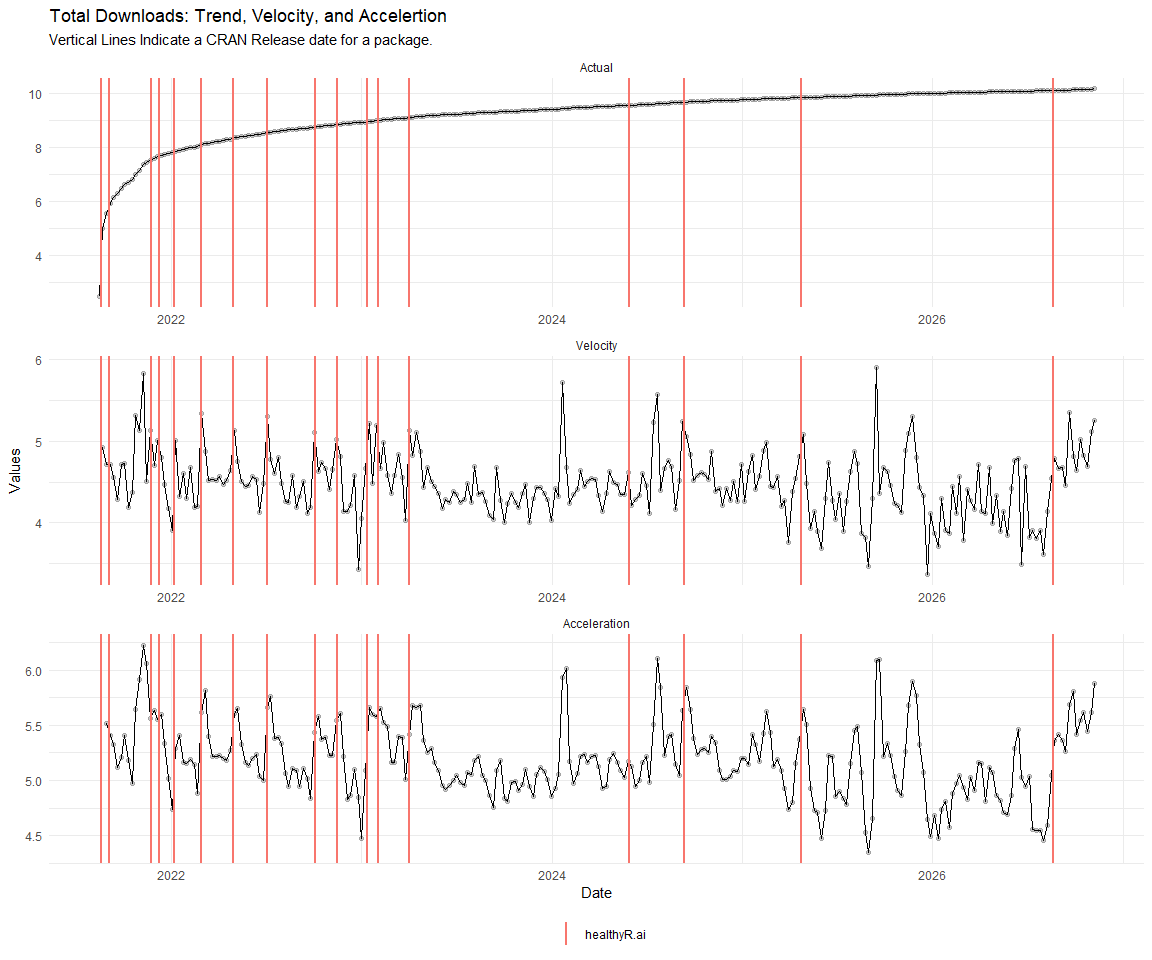 Total Downloads: Trend, Velocity, and Accelertion
Vertical Lines Indicate a CRAN Release date for a package.
Actual
10
8
6
4
2022
2024
2026
Velocity
6
5
4
2022
2024
2026
Acceleration
6.0
5.5
5.0
4.5
2022
2024
2026
Values
Date
healthyR.ai